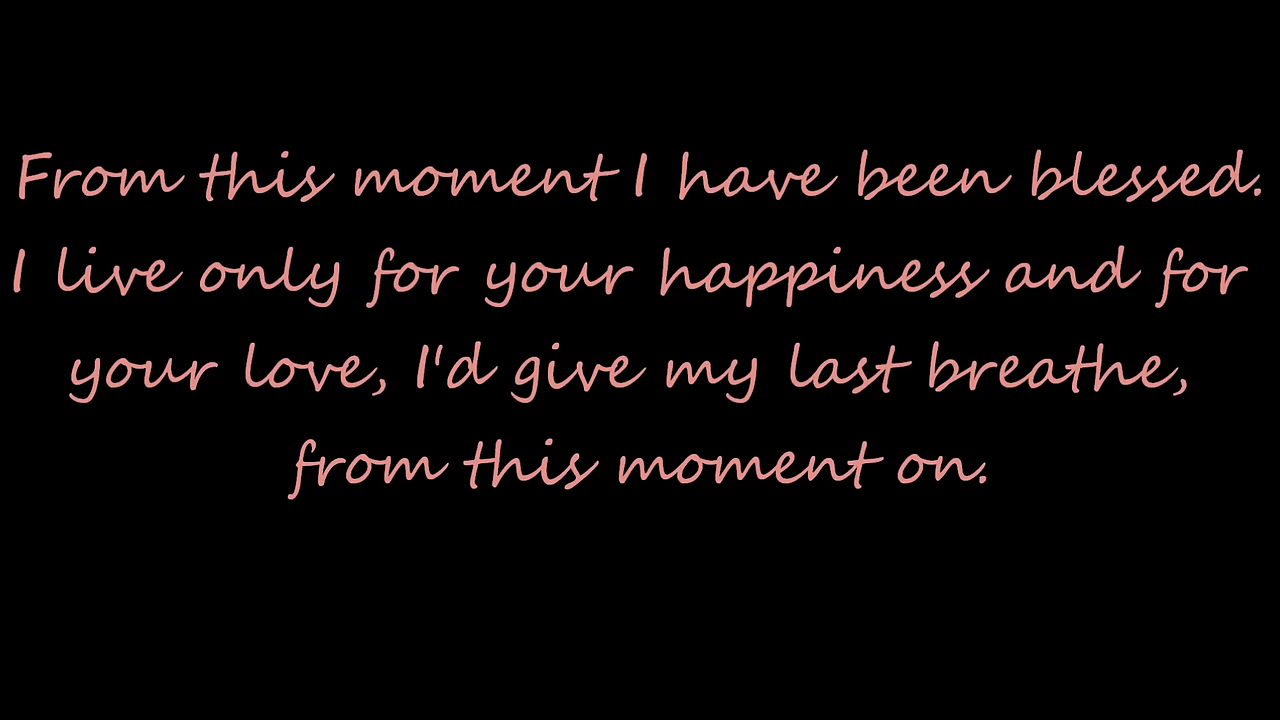 From this moment I have been blessed.
I live only for your happiness and for
your love, I'd give my last breathe,
from this moment on.